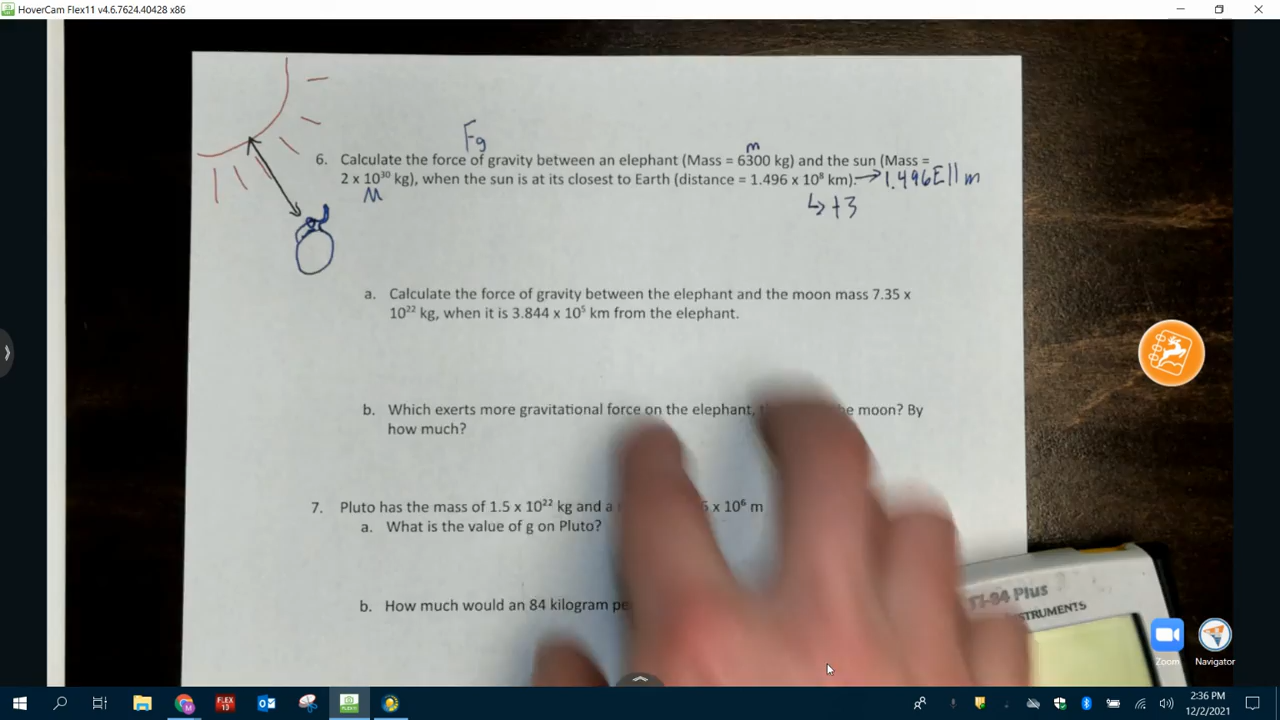 HoverCam Flex11 v4.6.7624.40428 x86
Fg
m
6. Calculate the force of gravity between an elephant (Mass = 6300 kg) and the sun (Mass =
2 x 10³⁰ kg), when the sun is at its closest to Earth (distance = 1.496 x 10⁸ km). → 1.496E11 m
M
↳ +3
a. Calculate the force of gravity between the elephant and the moon mass 7.35 x
10²² kg, when it is 3.844 x 10⁵ km from the elephant.
b. Which exerts more gravitational force on the elephant, he moon? By
how much?
7. Pluto has the mass of 1.5 x 10²² kg and a x 10⁶ m
a. What is the value of g on Pluto?
b. How much would an 84 kilogram
TI-84 Plus
INSTRUMENTS
Zoom
Navigator
FLEX
13
FLEX 11
2:36 PM
12/2/2021